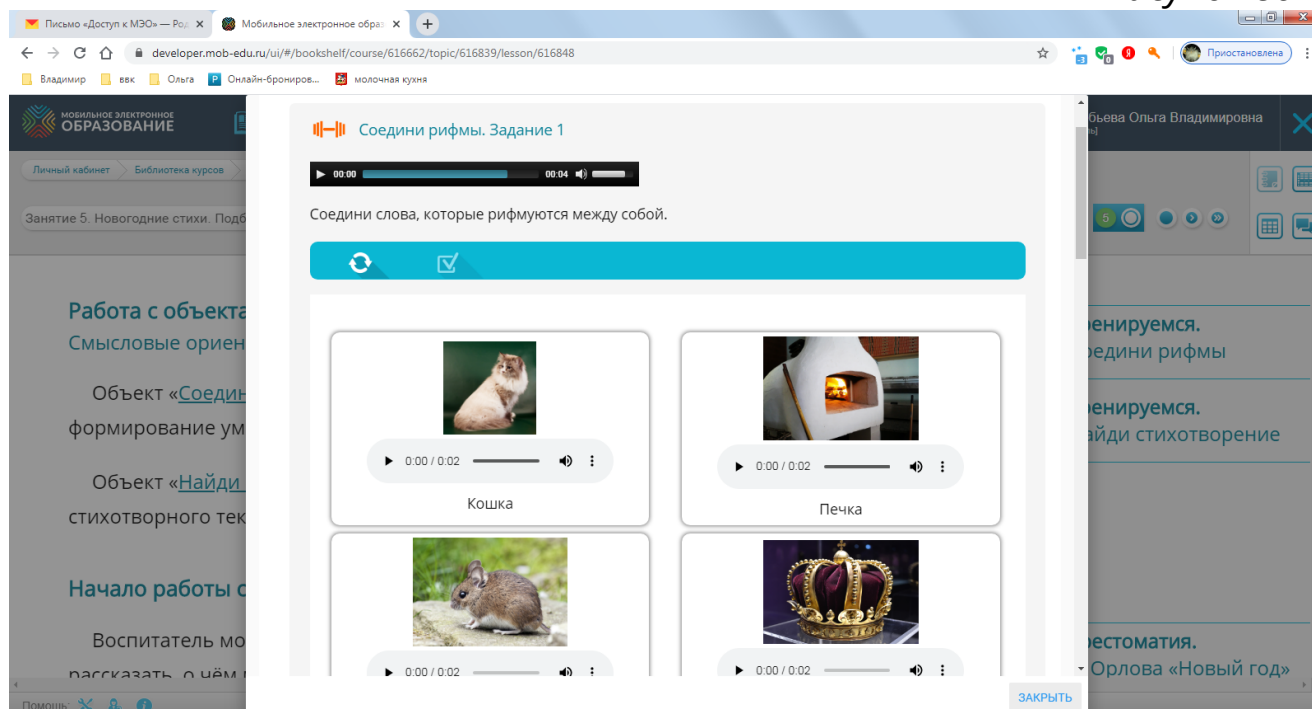 Письмо «Доступ к МЭО» — Ро
Мобильное электронное образ
developer.mob-edu.ru/ui/#/bookshelf/course/616662/topic/616839/lesson/616848
Приостановлена
Владимир ввк Ольга Онлайн-брониров... молочная кухня
МОБИЛЬНОЕ ЭЛЕКТРОННОЕ
ОБРАЗОВАНИЕ
бьева Ольга Владимировна
Личный кабинет Библиотека курсов
Занятие 5. Новогодние стихи. Подб
5
Соедини рифмы. Задание 1
00:00 00:04
Соедини слова, которые рифмуются между собой.
Работа с объекта
Смысловые ориен
Объект «Соедин
формирование ум
Объект «Найди
стихотворного тек
Начало работы с
Воспитатель мо
рассказать, о чём
0:00 / 0:02
Кошка
0:00 / 0:02
Печка
0:00 / 0:02
0:00 / 0:02
ренируемся.
оедини рифмы
ренируемся.
айди стихотворение
рестоматия.
Орлова «Новый год»
ЗАКРЫТЬ
Помощь: